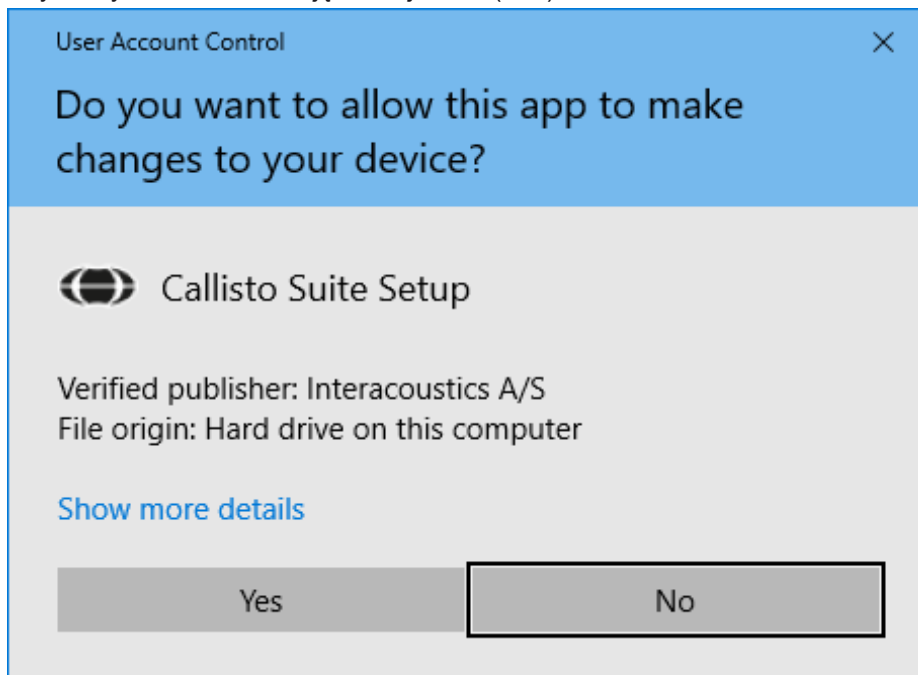 User Account Control
Do you want to allow this app to make
changes to your device?
Callisto Suite Setup
Verified publisher: Interacoustics A/S
File origin: Hard drive on this computer
Show more details
Yes
No